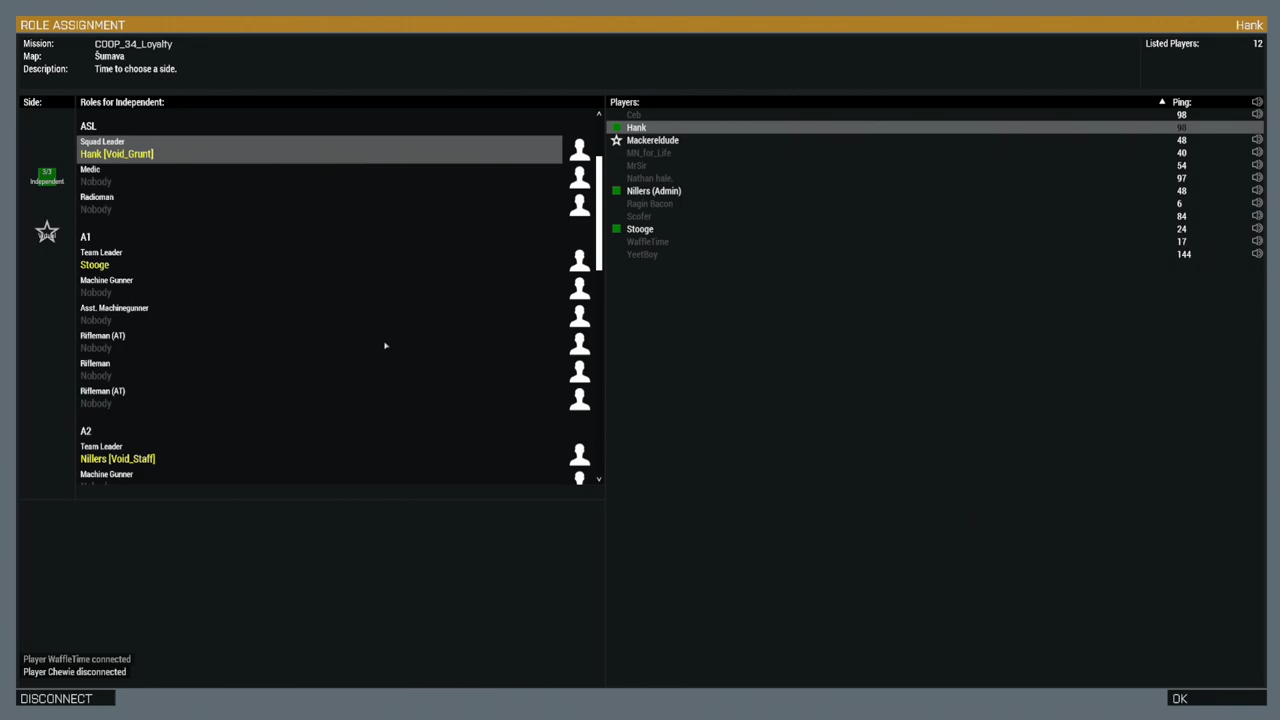 ROLE ASSIGNMENT
Hank
Mission:
COOP_34_Loyalty
Listed Players:
12
Map:
Šumava
Description:
Time to choose a side.
Side:
Roles for Independent:
3/3
Independent
ASL
Squad Leader
Hank [Void_Grunt]
Medic
Nobody
Radioman
Nobody
A1
Team Leader
Stooge
Machine Gunner
Nobody
Asst. Machinegunner
Nobody
Rifleman (AT)
Nobody
Rifleman
Nobody
Rifleman (AT)
Nobody
A2
Team Leader
Nillers [Void_Staff]
Machine Gunner
Players:
Ping:
Ceb 98
Hank 98
Mackereldude 48
MN_for_Life 40
MrSir 54
Nathan hale. 97
Nillers (Admin) 48
Ragin Bacon 6
Scofer 84
Stooge 24
WaffleTime 17
YeetBoy 144
Player WaffleTime connected
Player Chewie disconnected
DISCONNECT
OK